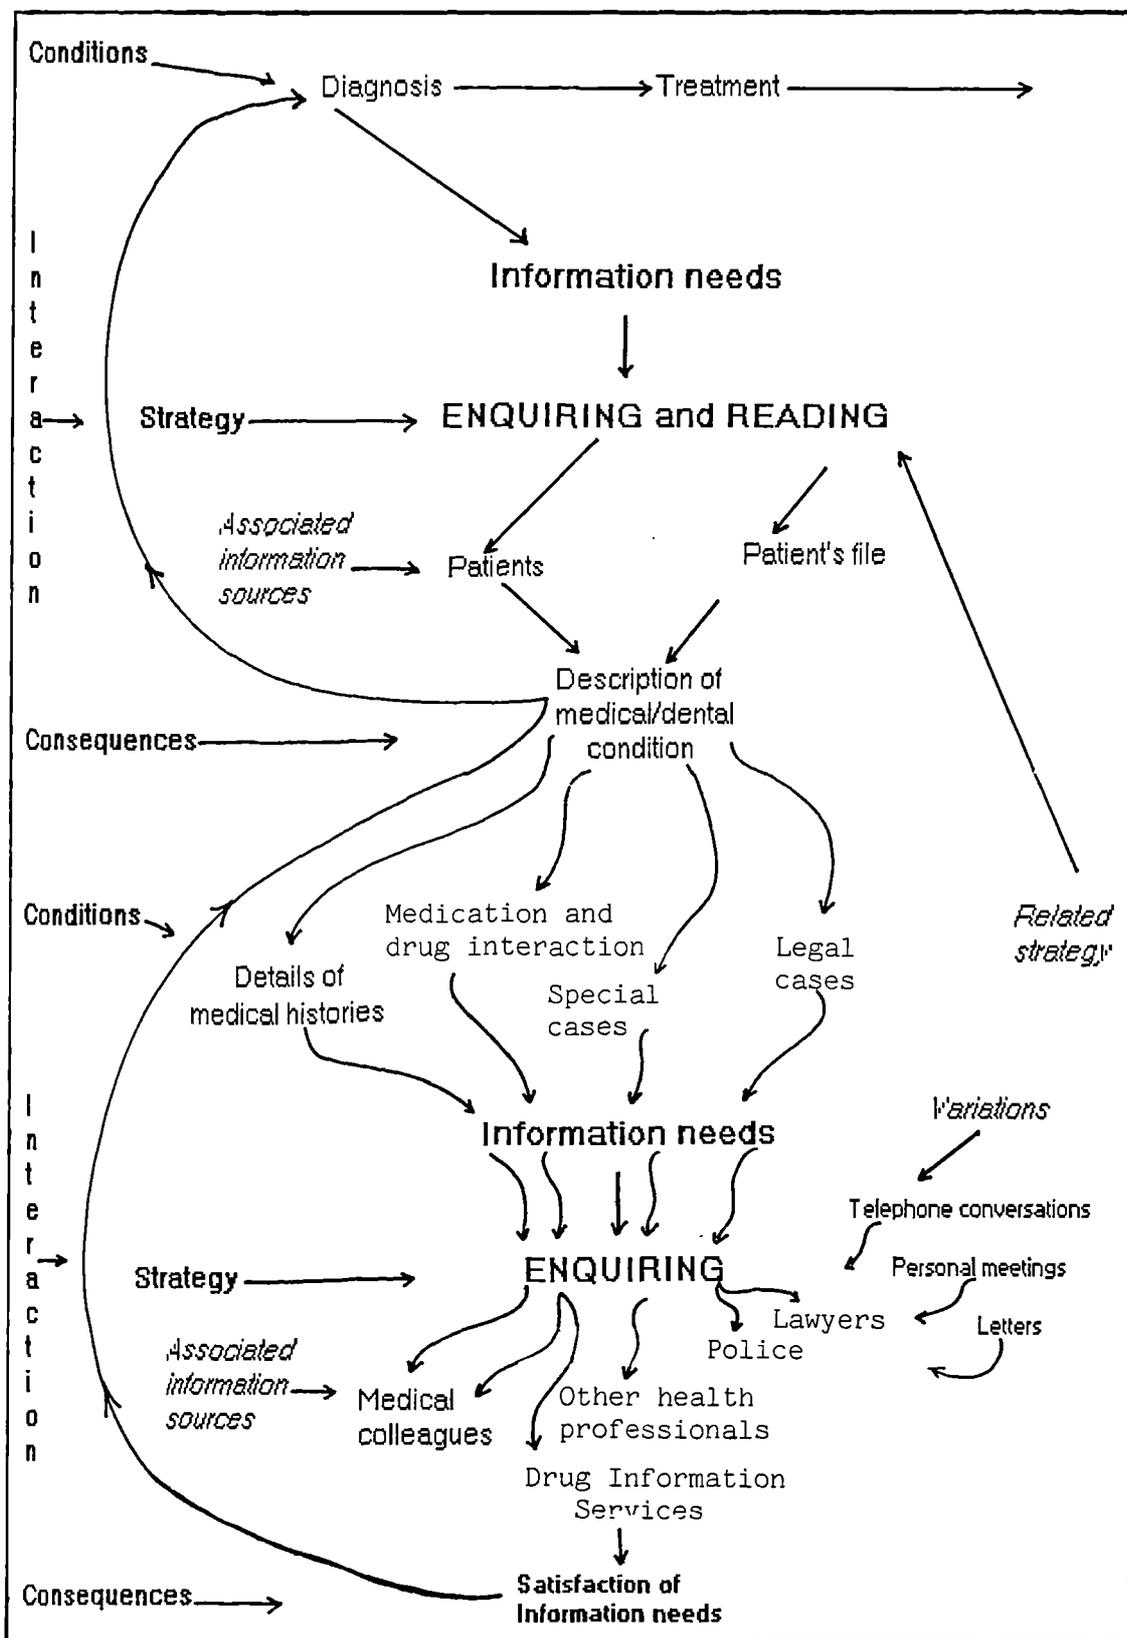 Conditions
Diagnosis
Treatment
Interaction
Information needs
Strategy
ENQUIRING and READING
Associated
information
sources
Patients
Patient's file
Description of
medical/dental
condition
Consequences
Conditions
Medication and
drug interaction
Details of
medical histories
Special
cases
Legal
cases
Related
strategy
Interaction
Information needs
Variations
Telephone conversations
Personal meetings
Letters
Strategy
ENQUIRING
Lawyers
Police
Associated
information
sources
Medical
colleagues
Other health
professionals
Drug Information
Services
Consequences
Satisfaction of
Information needs